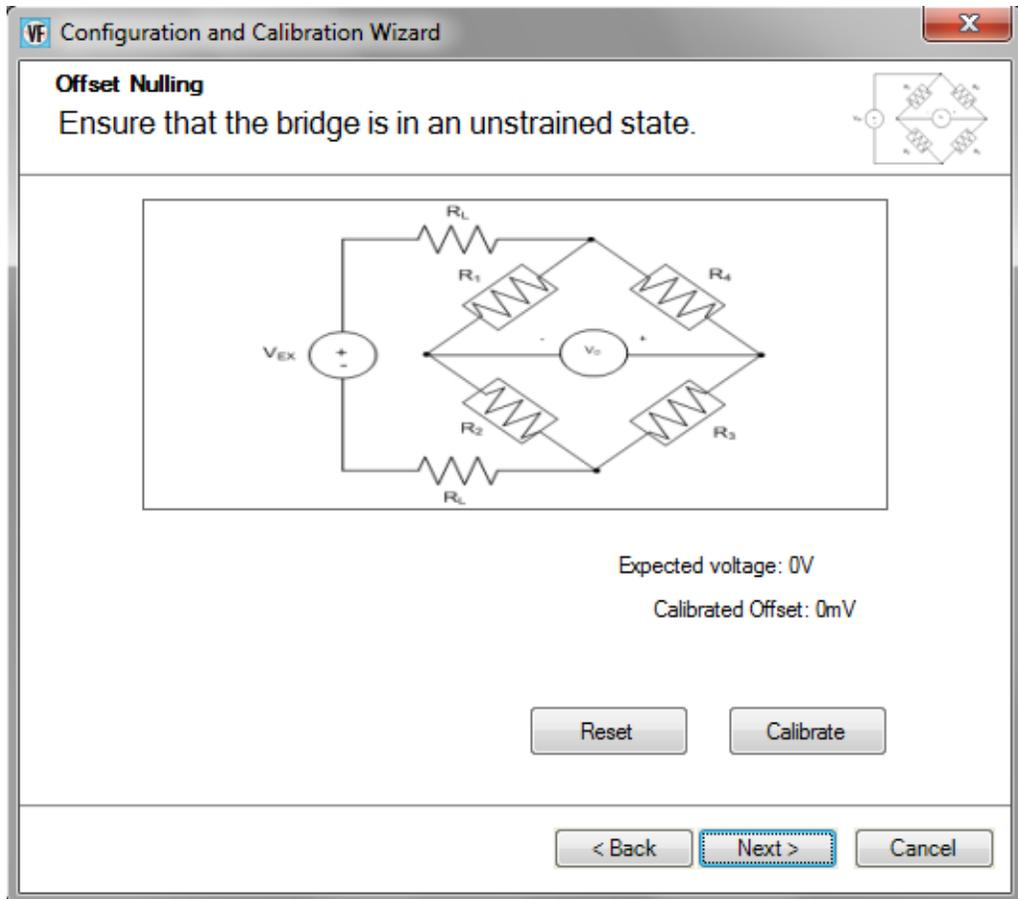 VF Configuration and Calibration Wizard
X
Offset Nulling
Ensure that the bridge is in an unstrained state.
RL
R1
R4
VEX
+
-
-
+
R2
R3
RL
Expected voltage: 0V
Calibrated Offset: 0mV
Reset
Calibrate
< Back
Next >
Cancel